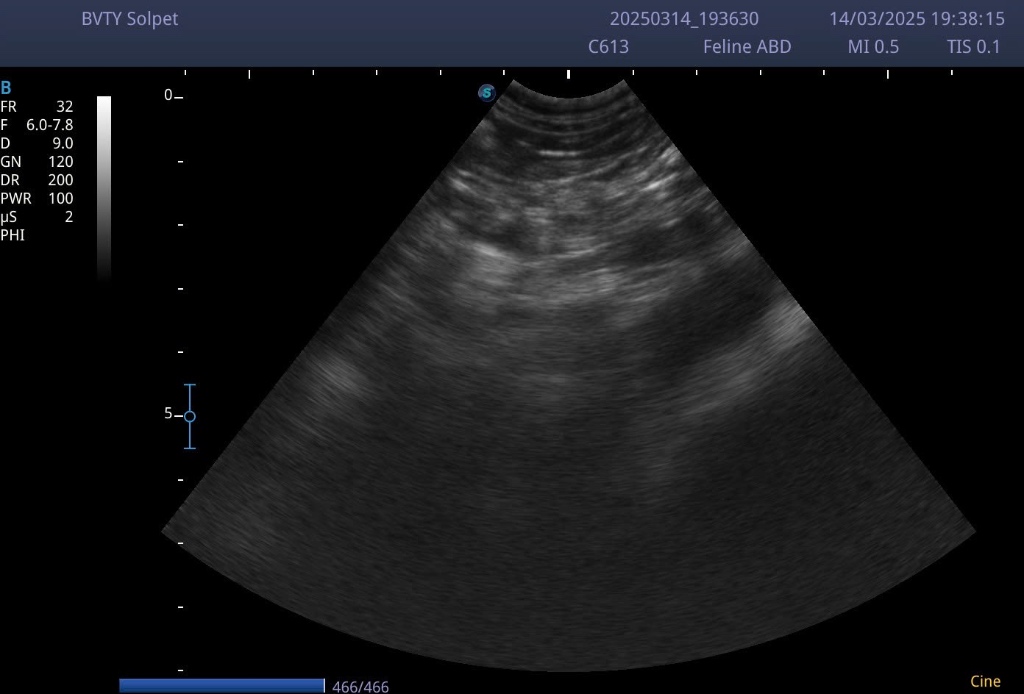 BVTY Solpet
20250314_193630
14/03/2025 19:38:15
C613
Feline ABD
MI 0.5
TIS 0.1
B
FR 32
F 6.0-7.8
D 9.0
GN 120
DR 200
PWR 100
µS 2
PHI
0
S
5
466/466
Cine